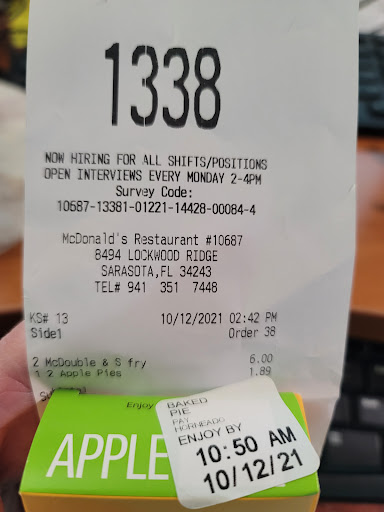 1338
NOW HIRING FOR ALL SHIFTS/POSITIONS
OPEN INTERVIEWS EVERY MONDAY 2-4PM
Survey Code:
10687-13381-01221-14428-00084-4
McDonald's Restaurant #10687
8494 LOCKWOOD RIDGE
SARASOTA,FL 34243
TEL# 941 351 7448
KS# 13 10/12/2021 02:42 PM
Side1 Order 38
2 McDouble & S fry 6.00
1 2 Apple Pies 1.89
Enjoy
APPLE
BAKED
PIE
PAY
HORNEADO
ENJOY BY
10:50 AM
10/12/21